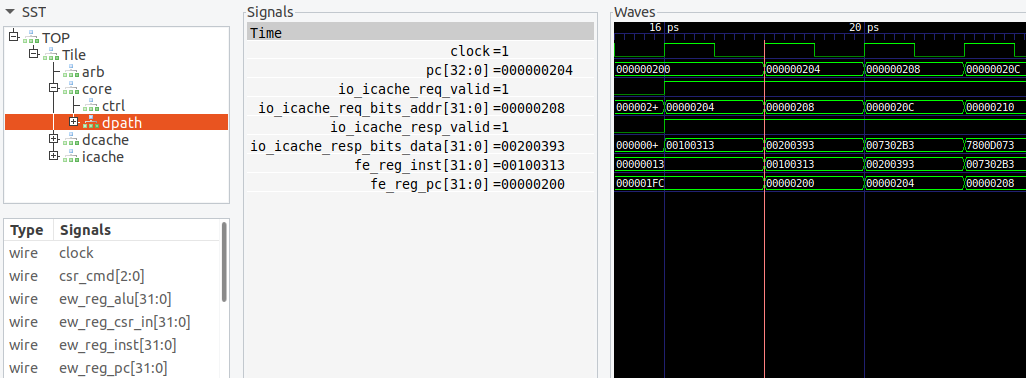 SST
TOP
Tile
arb
core
ctrl
dpath
dcache
icache
Type Signals
wire clock
wire csr_cmd[2:0]
wire ew_reg_alu[31:0]
wire ew_reg_csr_in[31:0]
wire ew_reg_inst[31:0]
wire ew_reg_pc[31:0]
Signals
Time
clock=1
pc[32:0]=000000204
io_icache_req_valid=1
io_icache_req_bits_addr[31:0]=00000208
io_icache_resp_valid=1
io_icache_resp_bits_data[31:0]=00200393
fe_reg_inst[31:0]=00100313
fe_reg_pc[31:0]=00000200
Waves
16 ps 20 ps
000000200 000000204 000000208 00000020C
000002+ 00000204 00000208 0000020C 00000210
000000+ 00100313 00200393 007302B3 7800D073
00000013 00100313 00200393 007302B3
000001FC 00000200 00000204 00000208